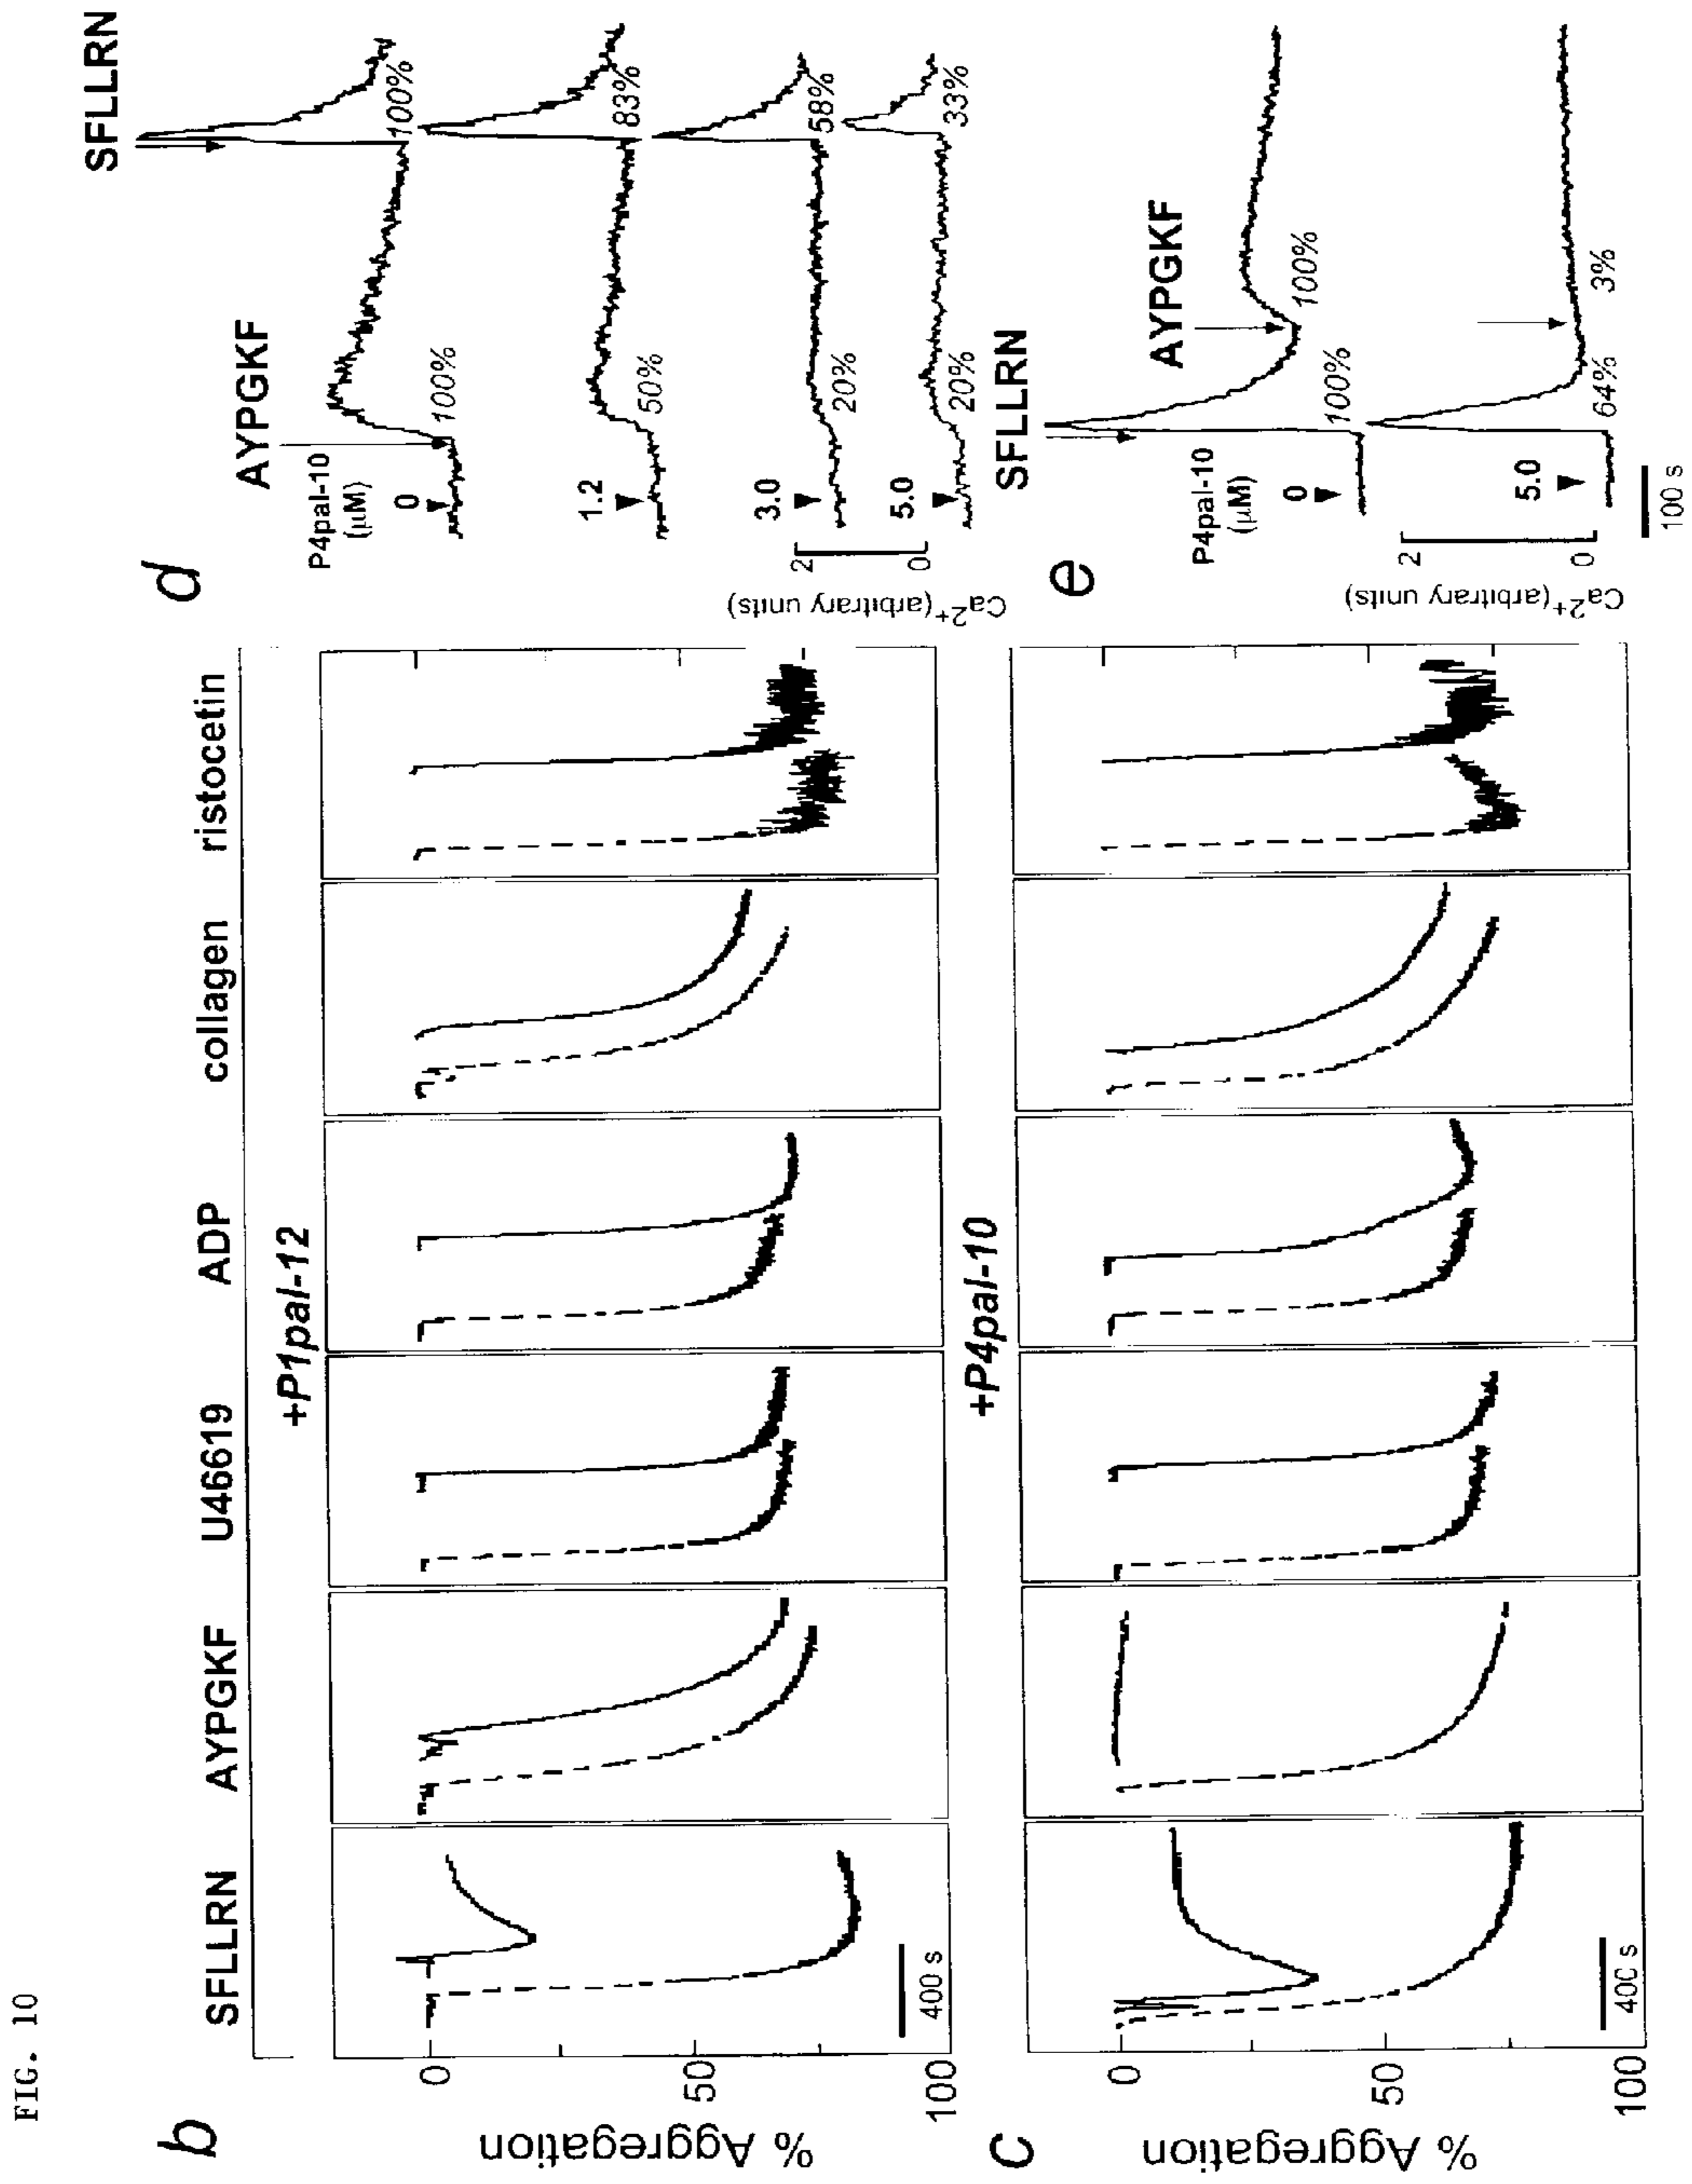 FIG. 10
b
SFLLRN AYPGKF U46619 ADP collagen ristocetin
+P1pal-12
% Aggregation
0
50
100
400 s
c
+P4pal-10
% Aggregation
0
50
100
400 s
d
AYPGKF SFLLRN
P4pal-10
(μM)
0
100% 100%
1.2
50% 83%
3.0
20% 58%
5.0
20% 33%
2
0
Ca2+(arbitrary units)
e
SFLLRN AYPGKF
P4pal-10
(μM)
0
100% 100%
5.0
64% 3%
2
0
Ca2+(arbitrary units)
100 s